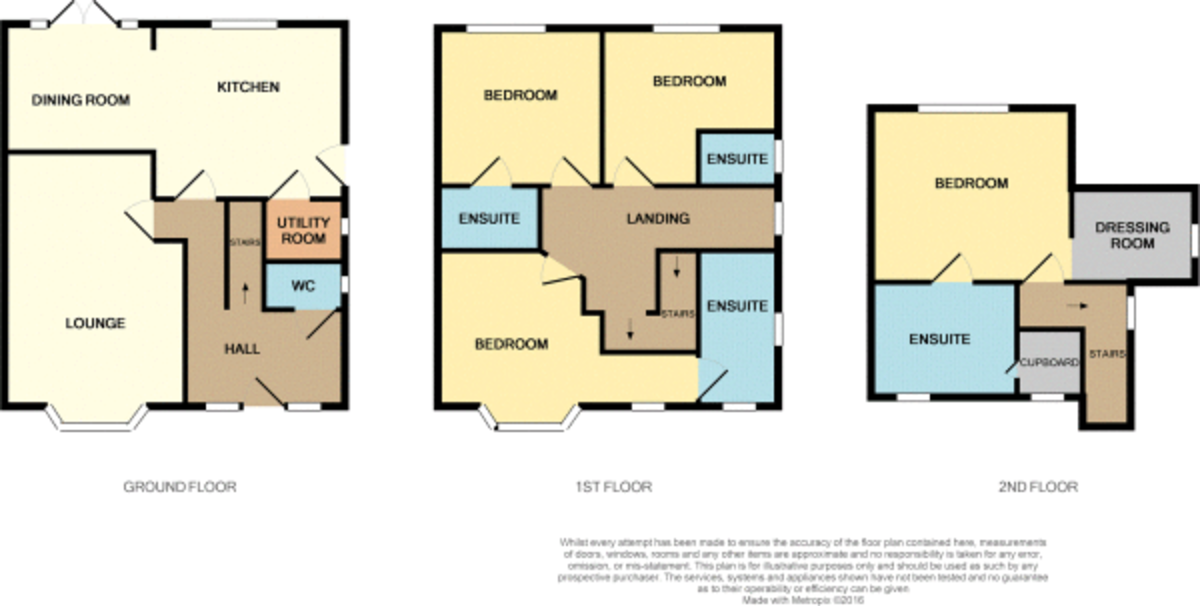 DINING ROOM
KITCHEN
LOUNGE
STAIRS
UTILITY
ROOM
WC
HALL
GROUND FLOOR
BEDROOM
BEDROOM
ENSUITE
ENSUITE
LANDING
BEDROOM
STAIRS
ENSUITE
1ST FLOOR
BEDROOM
DRESSING
ROOM
ENSUITE
CUPBOARD
STAIRS
2ND FLOOR
Whilst every attempt has been made to ensure the accuracy of the floor plan contained here, measurements
of doors, windows, rooms and any other items are approximate and no responsibility is taken for any error,
omission, or mis-statement. This plan is for illustrative purposes only and should be used as such by any
prospective purchaser. The services, systems and appliances shown have not been tested and no guarantee
as to their operability or efficiency can be given
Made with Metropix ©2016